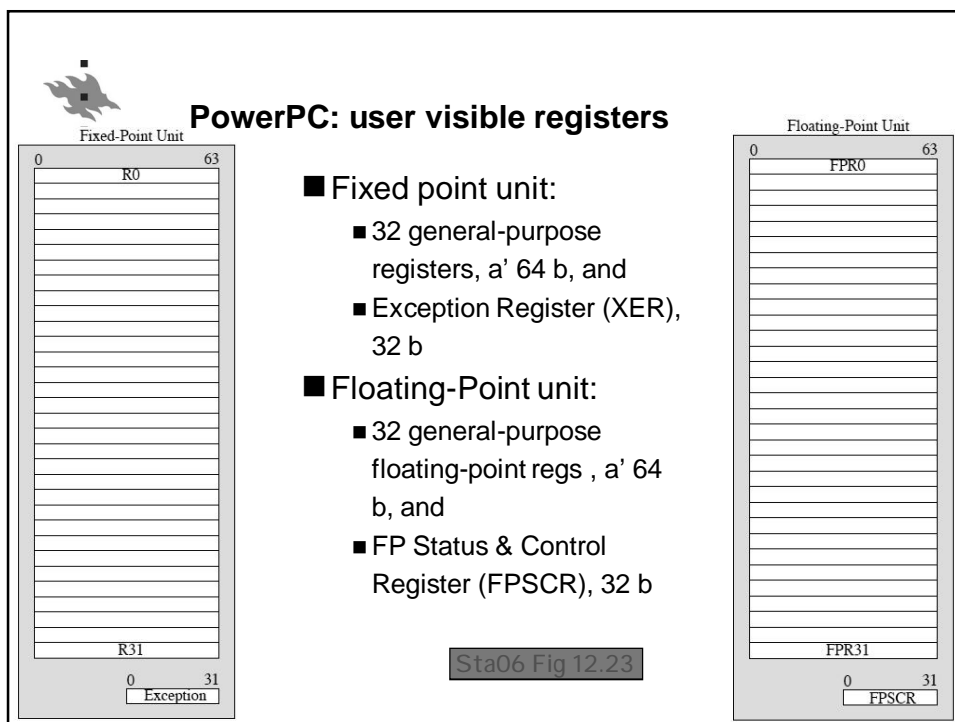 PowerPC: user visible registers
Fixed-Point Unit
0 63
R0
R31
0 31
Exception
■ Fixed point unit:
■ 32 general-purpose
registers, a’ 64 b, and
■ Exception Register (XER),
32 b
■ Floating-Point unit:
■ 32 general-purpose
floating-point regs , a’ 64
b, and
■ FP Status & Control
Register (FPSCR), 32 b
Sta06 Fig 12.23
Floating-Point Unit
0 63
FPR0
FPR31
0 31
FPSCR